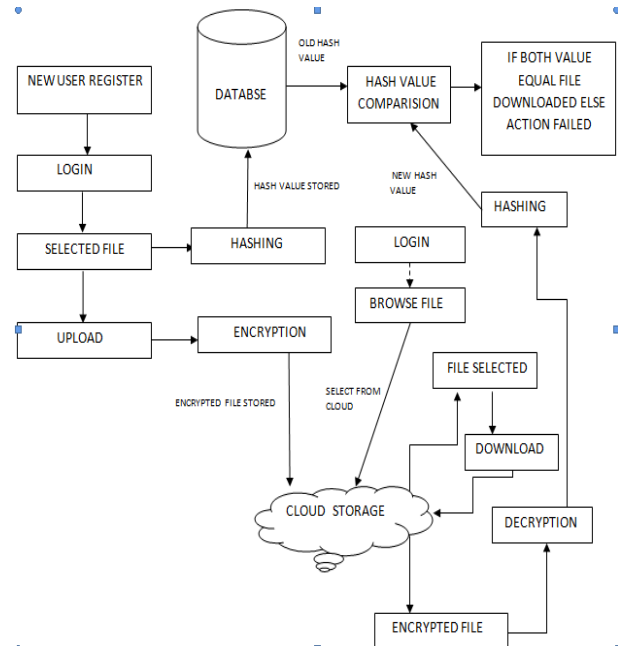 NEW USER REGISTER
LOGIN
SELECTED FILE
UPLOAD
HASHING
HASH VALUE STORED
DATABSE
OLD HASH
VALUE
HASH VALUE
COMPARISION
IF BOTH VALUE
EQUAL FILE
DOWNLOADED ELSE
ACTION FAILED
NEW HASH
VALUE
HASHING
LOGIN
BROWSE FILE
ENCRYPTION
ENCRYPTED FILE STORED
SELECT FROM
CLOUD
FILE SELECTED
DOWNLOAD
CLOUD STORAGE
DECRYPTION
ENCRYPTED FILE